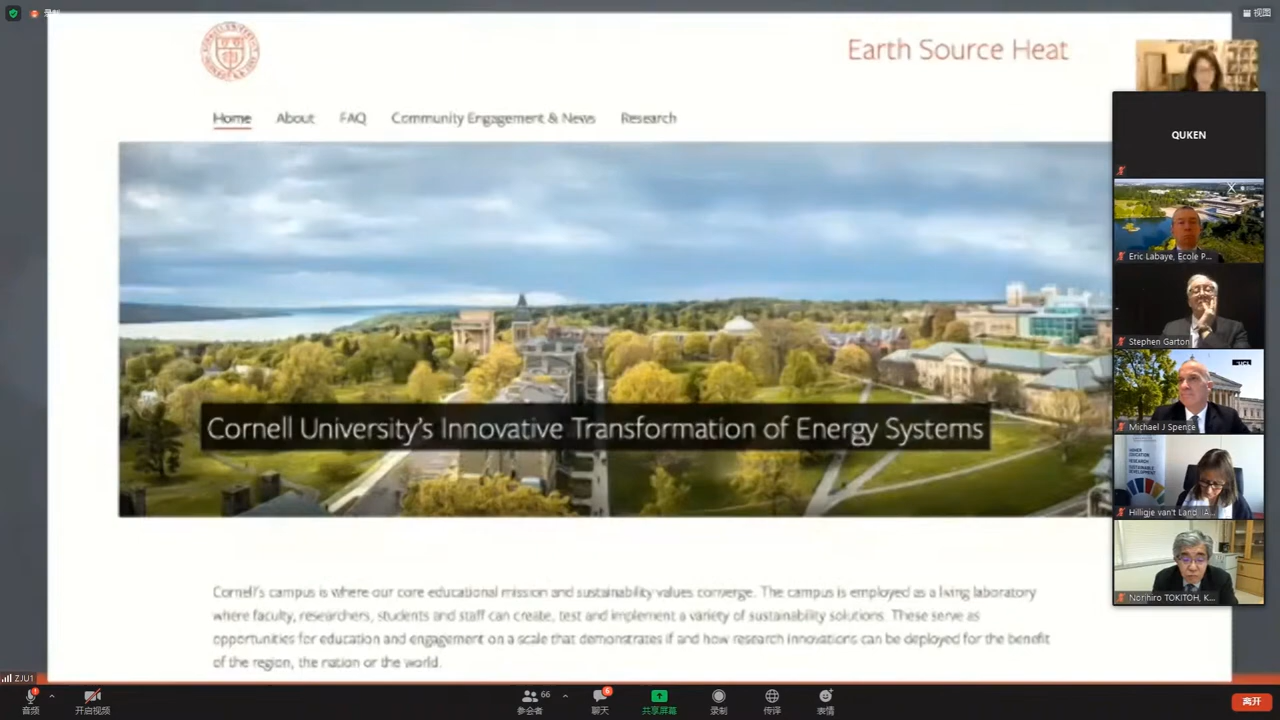 视图
Earth Source Heat
Home About FAQ Community Engagement & News Research
Cornell University's Innovative Transformation of Energy Systems
Cornell's campus is where our core educational mission and sustainability values converge. The campus is employed as a living laboratory
where faculty, researchers, students and staff can create, test and implement a variety of sustainability solutions. These serve as
opportunities for education and engagement on a scale that demonstrates if and how research innovations can be deployed for the benefit
of the region, the nation or the world.
QUKEN
Eric Labaye, Ecole P...
Stephen Garton
UCL
Michael J Spence
HIGHER
EDUCATION
RESEARCH
SUSTAINABLE
DEVELOPMENT
Hilligje van't Land
Norihiro TOKITOH, K...
ZJU1
音频
开启视频
66
参会者
聊天
共享屏幕
录制
传译
表情
离开